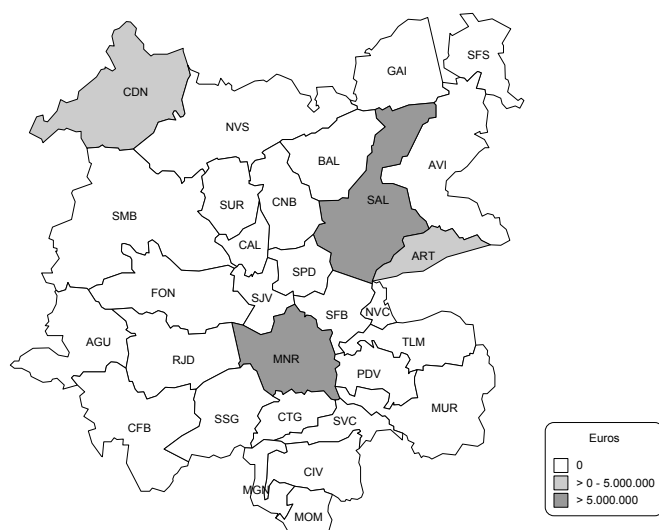 SFS
GAI
CDN
NVS
BAL
AVI
SAL
SUR
CNB
SMB
CAL
ART
SPD
FON
SJV
SFB
NVC
AGU
RJD
MNR
TLM
PDV
MUR
CFB
SSG
CTG
SVC
CIV
MGN
MOM
Euros
0
> 0 - 5.000.000
> 5.000.000